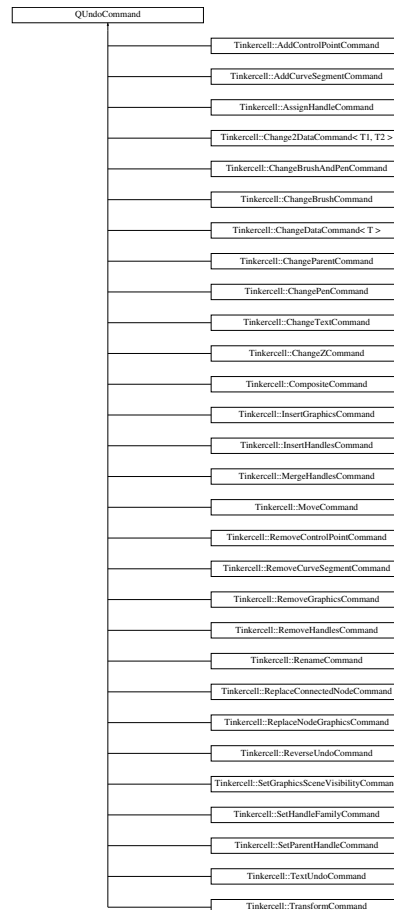 QUndoCommand
Tinkercell::AddControlPointCommand
Tinkercell::AddCurveSegmentCommand
Tinkercell::AssignHandleCommand
Tinkercell::Change2DataCommand< T1, T2 >
Tinkercell::ChangeBrushAndPenCommand
Tinkercell::ChangeBrushCommand
Tinkercell::ChangeDataCommand< T >
Tinkercell::ChangeParentCommand
Tinkercell::ChangePenCommand
Tinkercell::ChangeTextCommand
Tinkercell::ChangeZCommand
Tinkercell::CompositeCommand
Tinkercell::InsertGraphicsCommand
Tinkercell::InsertHandlesCommand
Tinkercell::MergeHandlesCommand
Tinkercell::MoveCommand
Tinkercell::RemoveControlPointCommand
Tinkercell::RemoveCurveSegmentCommand
Tinkercell::RemoveGraphicsCommand
Tinkercell::RemoveHandlesCommand
Tinkercell::RenameCommand
Tinkercell::ReplaceConnectedNodeCommand
Tinkercell::ReplaceNodeGraphicsCommand
Tinkercell::ReverseUndoCommand
Tinkercell::SetGraphicsSceneVisibilityComman
Tinkercell::SetHandleFamilyCommand
Tinkercell::SetParentHandleCommand
Tinkercell::TextUndoCommand
Tinkercell::TransformCommand